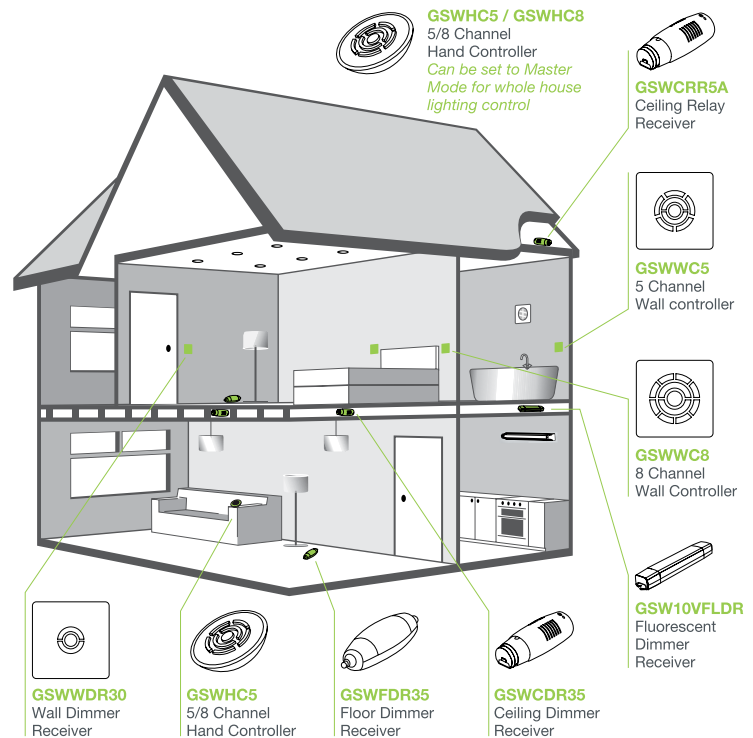 GSWHC5 / GSWHC8
5/8 Channel
Hand Controller
Can be set to Master
Mode for whole house
lighting control
GSWCRR5A
Ceiling Relay
Receiver
GSWWC5
5 Channel
Wall controller
GSWWC8
8 Channel
Wall Controller
GSW10VFLDR
Fluorescent
Dimmer
Receiver
GSWWDR30
Wall Dimmer
Receiver
GSWHC5
5/8 Channel
Hand Controller
GSWFDR35
Floor Dimmer
Receiver
GSWCDR35
Ceiling Dimmer
Receiver